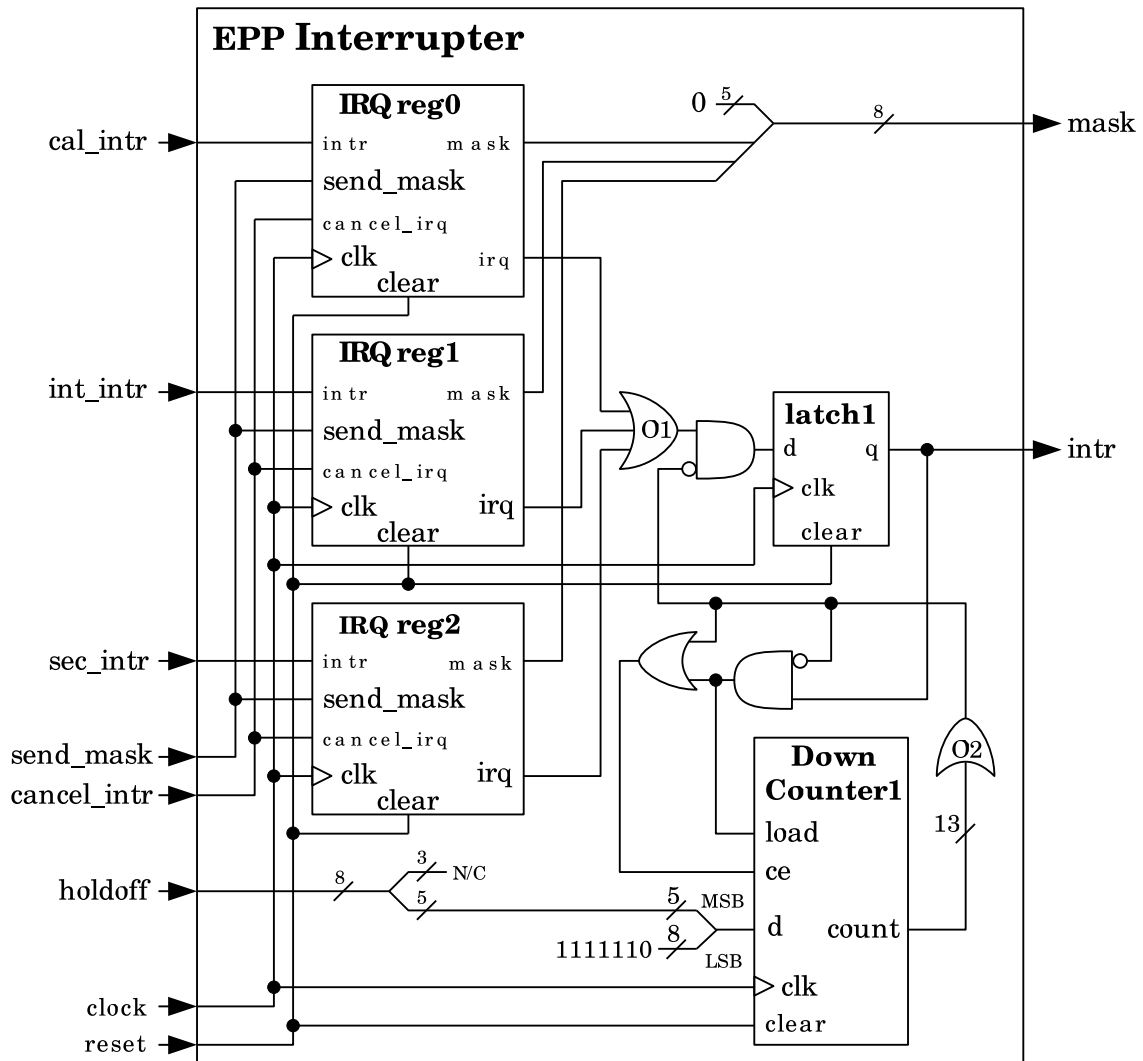 EPP Interrupter
IRQ reg0
0 5 8 mask
cal_intr intr mask
send_mask
cancel_irq
clk irq
clear
IRQ reg1
int_intr intr mask
send_mask
cancel_irq
clk irq
clear
O1
latch1
d q intr
clk
clear
IRQ reg2
sec_intr intr mask
send_mask
cancel_irq
clk irq
clear
send_mask
cancel_intr
O2
13
Down
Counter1
load
ce
d count
clk
clear
holdoff 8 3 N/C
5 5 MSB
1111110 8 LSB
clock
reset